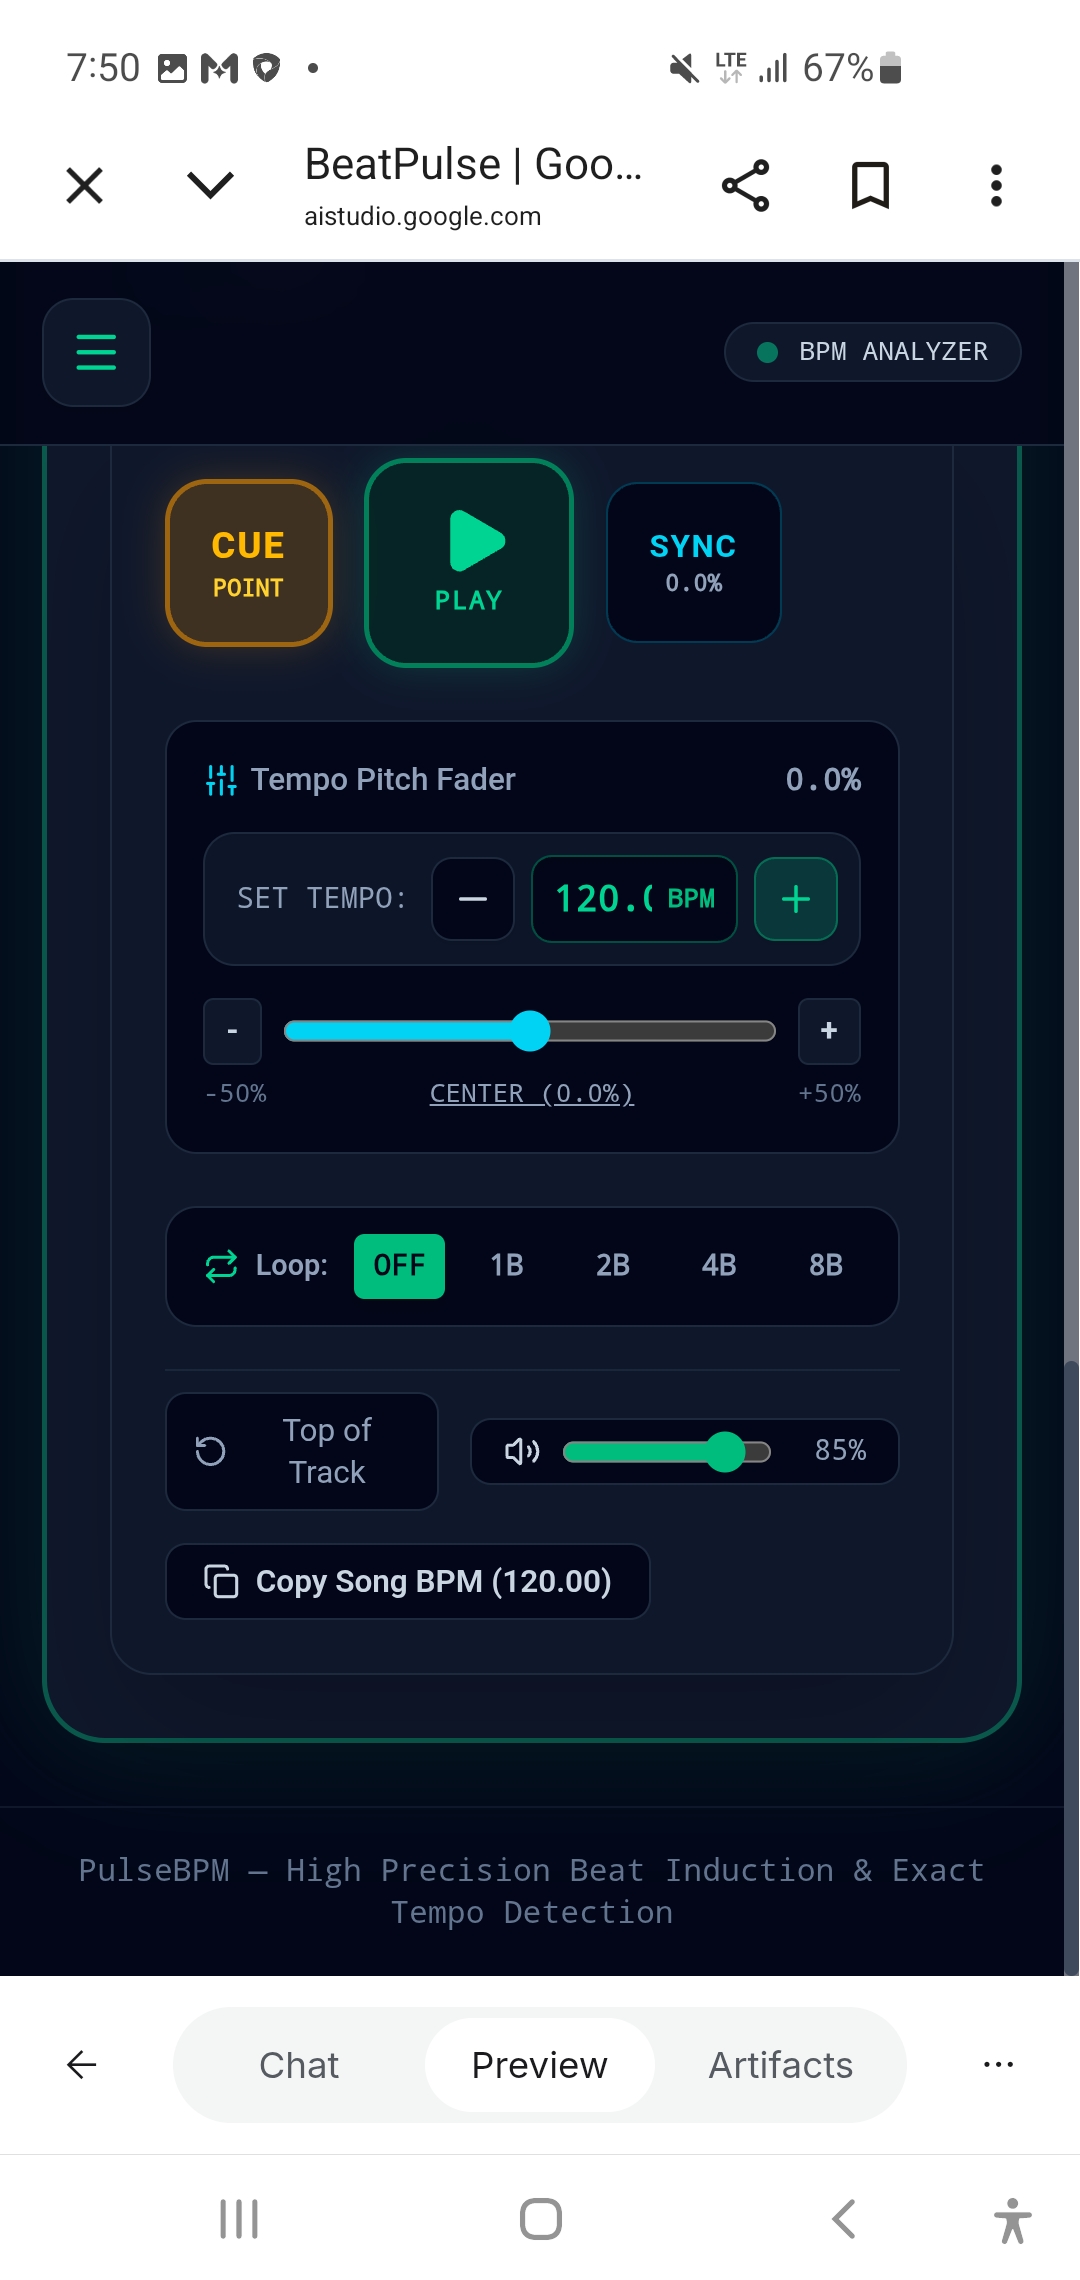 7:50
LTE
67%
BeatPulse | Goo...
aistudio.google.com
BPM ANALYZER
CUE
POINT
PLAY
SYNC
0.0%
Tempo Pitch Fader
0.0%
SET TEMPO:
—
120.
BPM
+
-
+
-50%
CENTER (0.0%)
+50%
Loop:
OFF
1B
2B
4B
8B
Top of
Track
85%
Copy Song BPM (120.00)
PulseBPM — High Precision Beat Induction & Exact
Tempo Detection
Chat
Preview
Artifacts